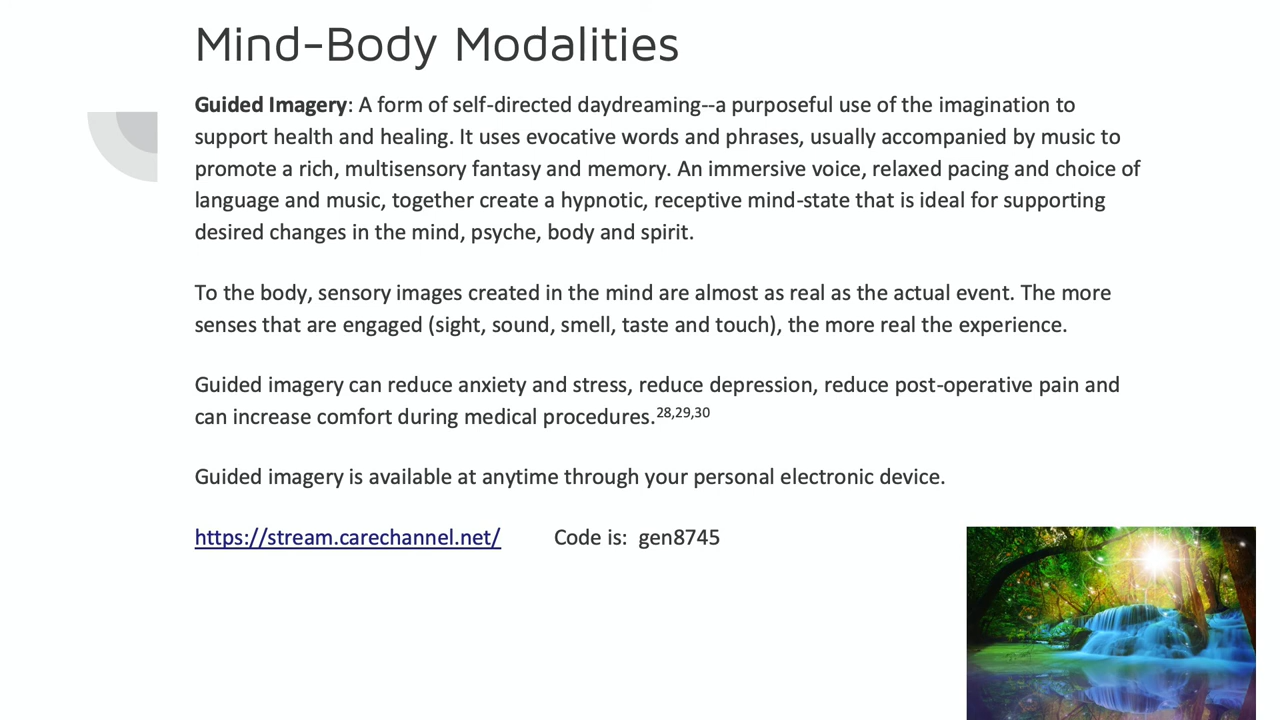 Mind-Body Modalities
Guided Imagery: A form of self-directed daydreaming--a purposeful use of the imagination to
support health and healing. It uses evocative words and phrases, usually accompanied by music to
promote a rich, multisensory fantasy and memory. An immersive voice, relaxed pacing and choice of
language and music, together create a hypnotic, receptive mind-state that is ideal for supporting
desired changes in the mind, psyche, body and spirit.
To the body, sensory images created in the mind are almost as real as the actual event. The more
senses that are engaged (sight, sound, smell, taste and touch), the more real the experience.
Guided imagery can reduce anxiety and stress, reduce depression, reduce post-operative pain and
can increase comfort during medical procedures.28,29,30
Guided imagery is available at anytime through your personal electronic device.
https://stream.carechannel.net/ Code is: gen8745